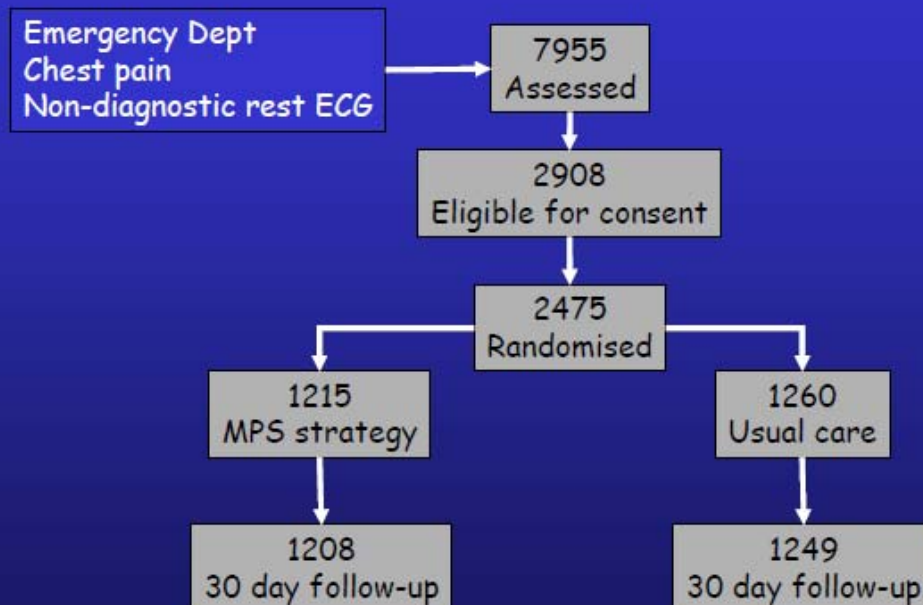 Emergency Dept
Chest pain
Non-diagnostic rest ECG
7955
Assessed
2908
Eligible for consent
2475
Randomised
1215
MPS strategy
1260
Usual care
1208
30 day follow-up
1249
30 day follow-up